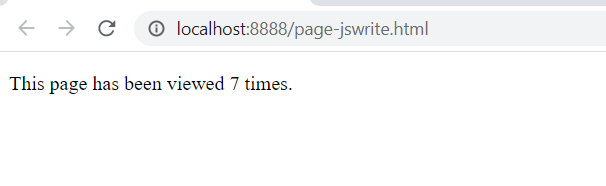 localhost:8888/page-jswrite.html
This page has been viewed 7 times.